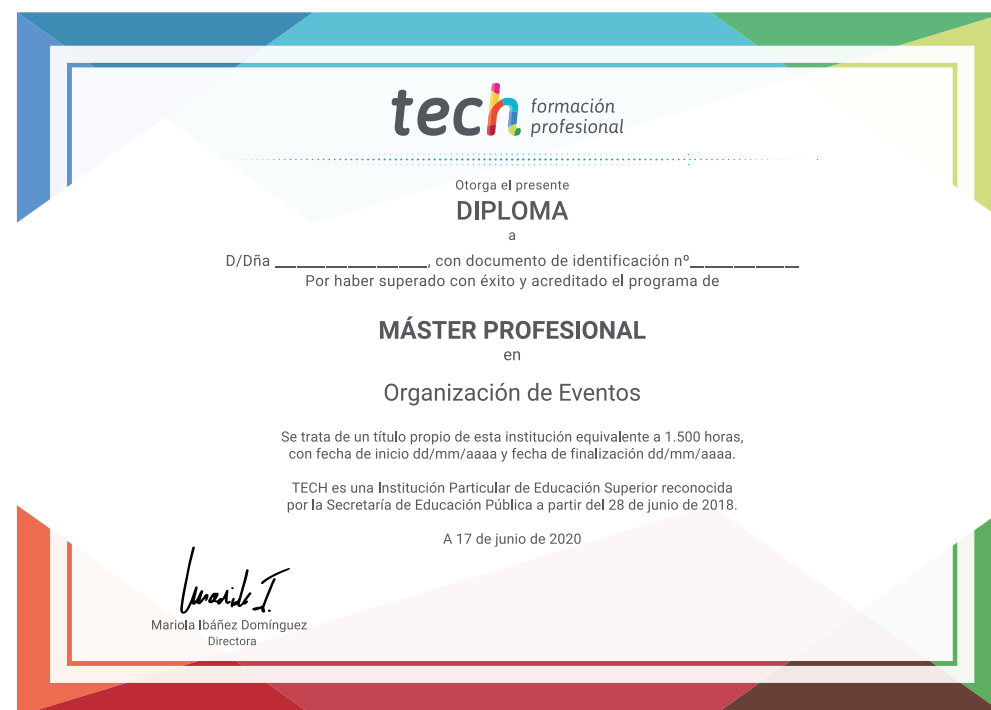 tech formación
profesional
Otorga el presente
DIPLOMA
a
D/Dña ______________, con documento de identificación nº__________
Por haber superado con éxito y acreditado el programa de
MÁSTER PROFESIONAL
en
Organización de Eventos
Se trata de un título propio de esta institución equivalente a 1.500 horas,
con fecha de inicio dd/mm/aaaa y fecha de finalización dd/mm/aaaa.
TECH es una Institución Particular de Educación Superior reconocida
por la Secretaría de Educación Pública a partir del 28 de junio de 2018.
A 17 de junio de 2020
Mariola I.
Mariola Ibáñez Domínguez
Directora